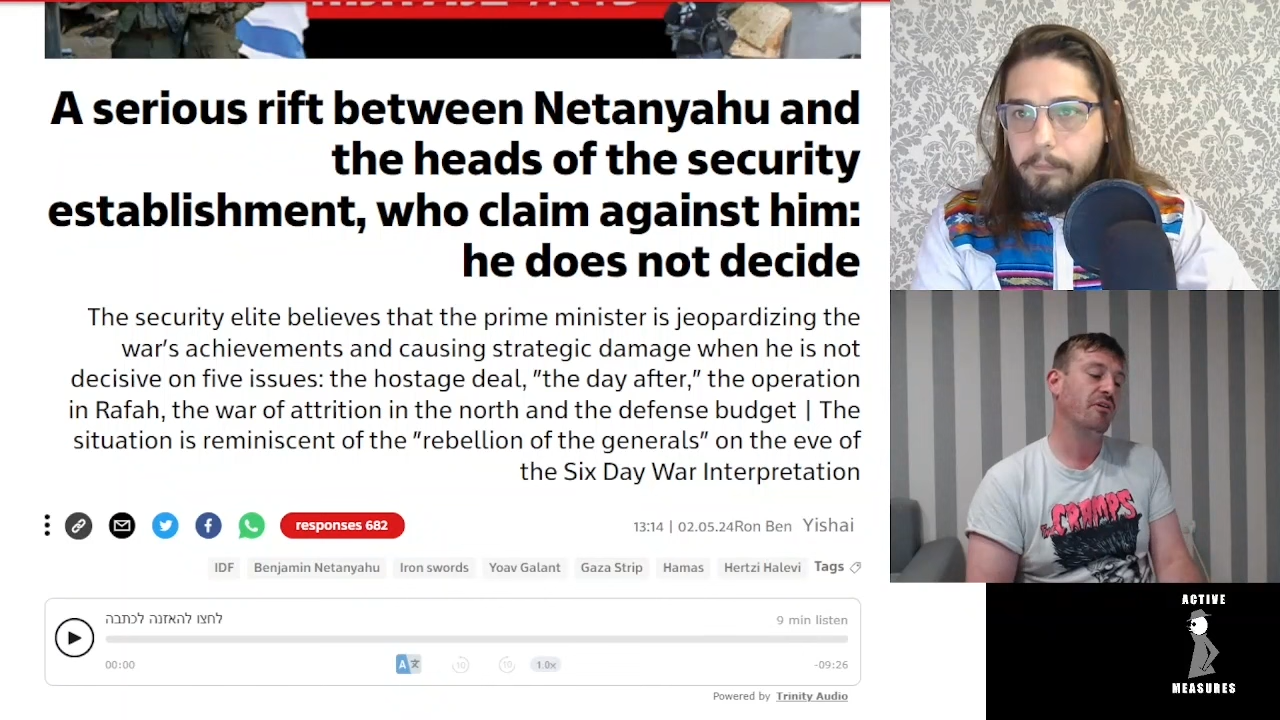 A serious rift between Netanyahu and
the heads of the security
establishment, who claim against him:
he does not decide
The security elite believes that the prime minister is jeopardizing the
war's achievements and causing strategic damage when he is not
decisive on five issues: the hostage deal, "the day after," the operation
in Rafah, the war of attrition in the north and the defense budget | The
situation is reminiscent of the "rebellion of the generals" on the eve of
the Six Day War Interpretation
responses 682
13:14 | 02.05.24Ron Ben Yishai
IDF Benjamin Netanyahu Iron swords Yoav Galant Gaza Strip Hamas Hertzi Halevi Tags
לחצו להאזנה לכתבה
9 min listen
00:00
10
10
1.0x
-09:26
Powered by Trinity Audio
The CRAMPS
ACTIVE
MEASURES